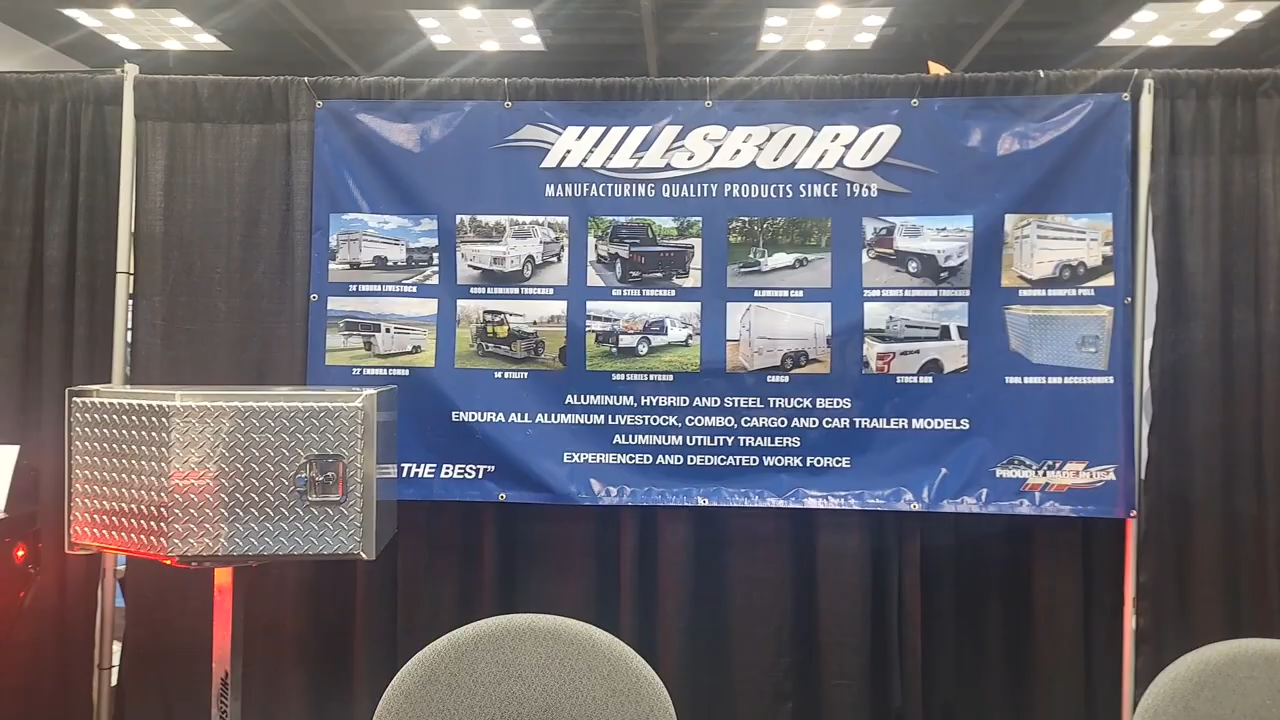 HILLSBORO
MANUFACTURING QUALITY PRODUCTS SINCE 1968
24' ENDURA LIVESTOCK
4000 ALUMINUM TRUCKBED
GII STEEL TRUCKBED
ALUMINUM CAR
2500 SERIES ALUMINUM TRUCKBED
ENDURA BUMPER PULL
22' ENDURA COMBO
14' UTILITY
500 SERIES HYBRID
CARGO
STOCK BOX
TOOL BOXES AND ACCESSORIES
ALUMINUM, HYBRID AND STEEL TRUCK BEDS
ENDURA ALL ALUMINUM LIVESTOCK, COMBO, CARGO AND CAR TRAILER MODELS
ALUMINUM UTILITY TRAILERS
EXPERIENCED AND DEDICATED WORK FORCE
THE BEST”
PROUDLY MADE IN USA
4X4